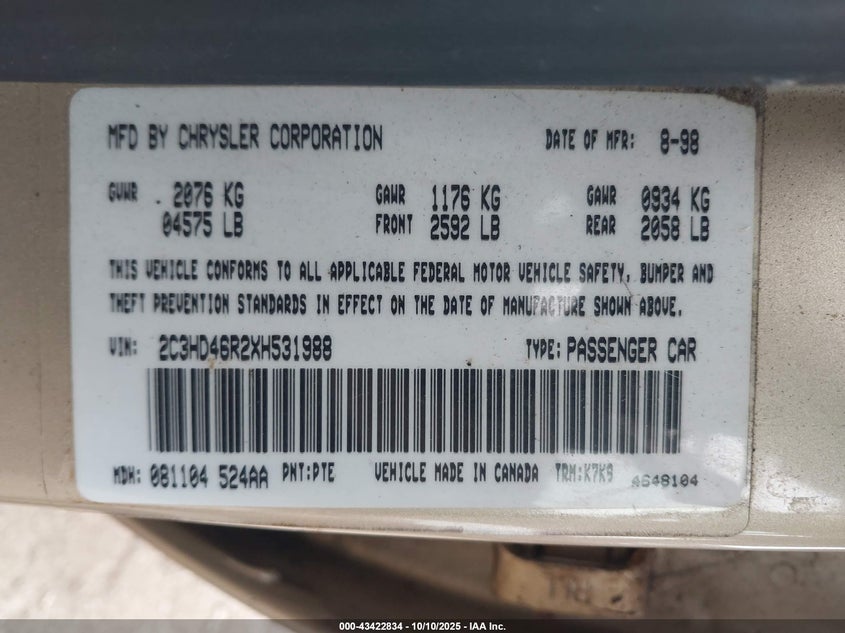 MFD BY CHRYSLER CORPORATION DATE OF MFR: 8-98
GVWR 2076 KG GAWR 1176 KG GAWR 0934 KG
04575 LB FRONT 2592 LB REAR 2058 LB
THIS VEHICLE CONFORMS TO ALL APPLICABLE FEDERAL MOTOR VEHICLE SAFETY, BUMPER AND
THEFT PREVENTION STANDARDS IN EFFECT ON THE DATE OF MANUFACTURE SHOWN ABOVE.
VIN: 2C3HD46R2XH531988 TYPE: PASSENGER CAR
MDH: 081104 524AA PNT: PTE VEHICLE MADE IN CANADA TRM: K7K9 4648104
000-43422834 - 10/10/2025 - IAA Inc.